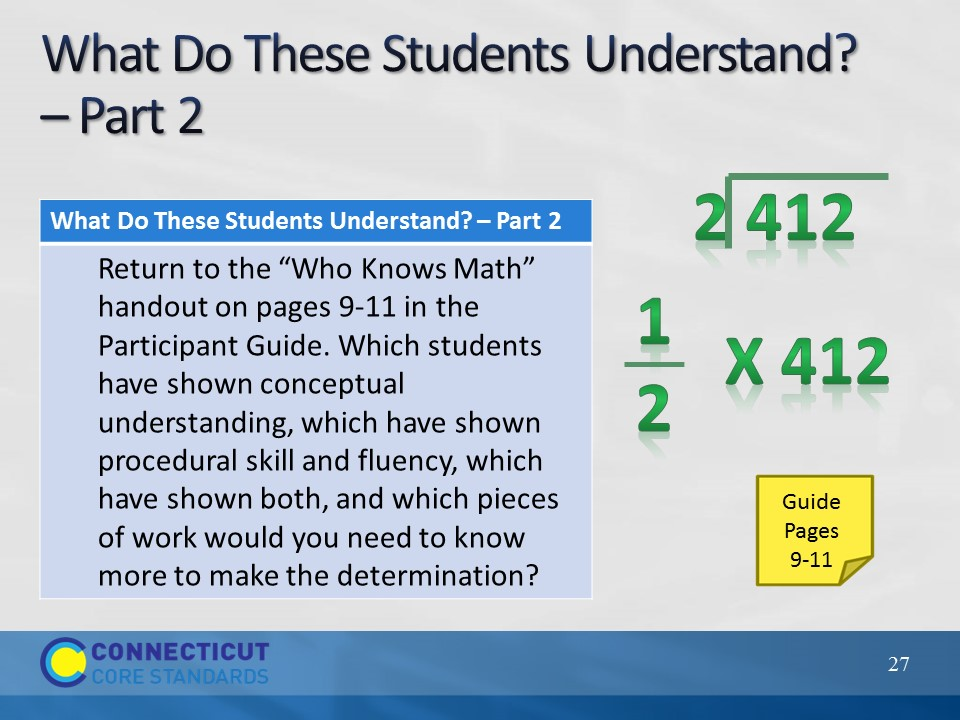 What Do These Students Understand?
– Part 2
What Do These Students Understand? – Part 2
Return to the “Who Knows Math”
handout on pages 9-11 in the
Participant Guide. Which students
have shown conceptual
understanding, which have shown
procedural skill and fluency, which
have shown both, and which pieces
of work would you need to know
more to make the determination?
2 412
1
2
X 412
Guide
Pages
9-11
CONNECTICUT
CORE STANDARDS
27